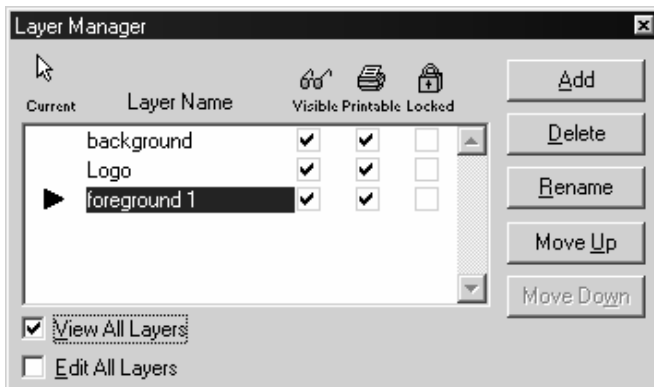 Layer Manager
Current Layer Name Visible Printable Locked
Add
background
Delete
Logo
foreground 1
Rename
Move Up
Move Down
View All Layers
Edit All Layers